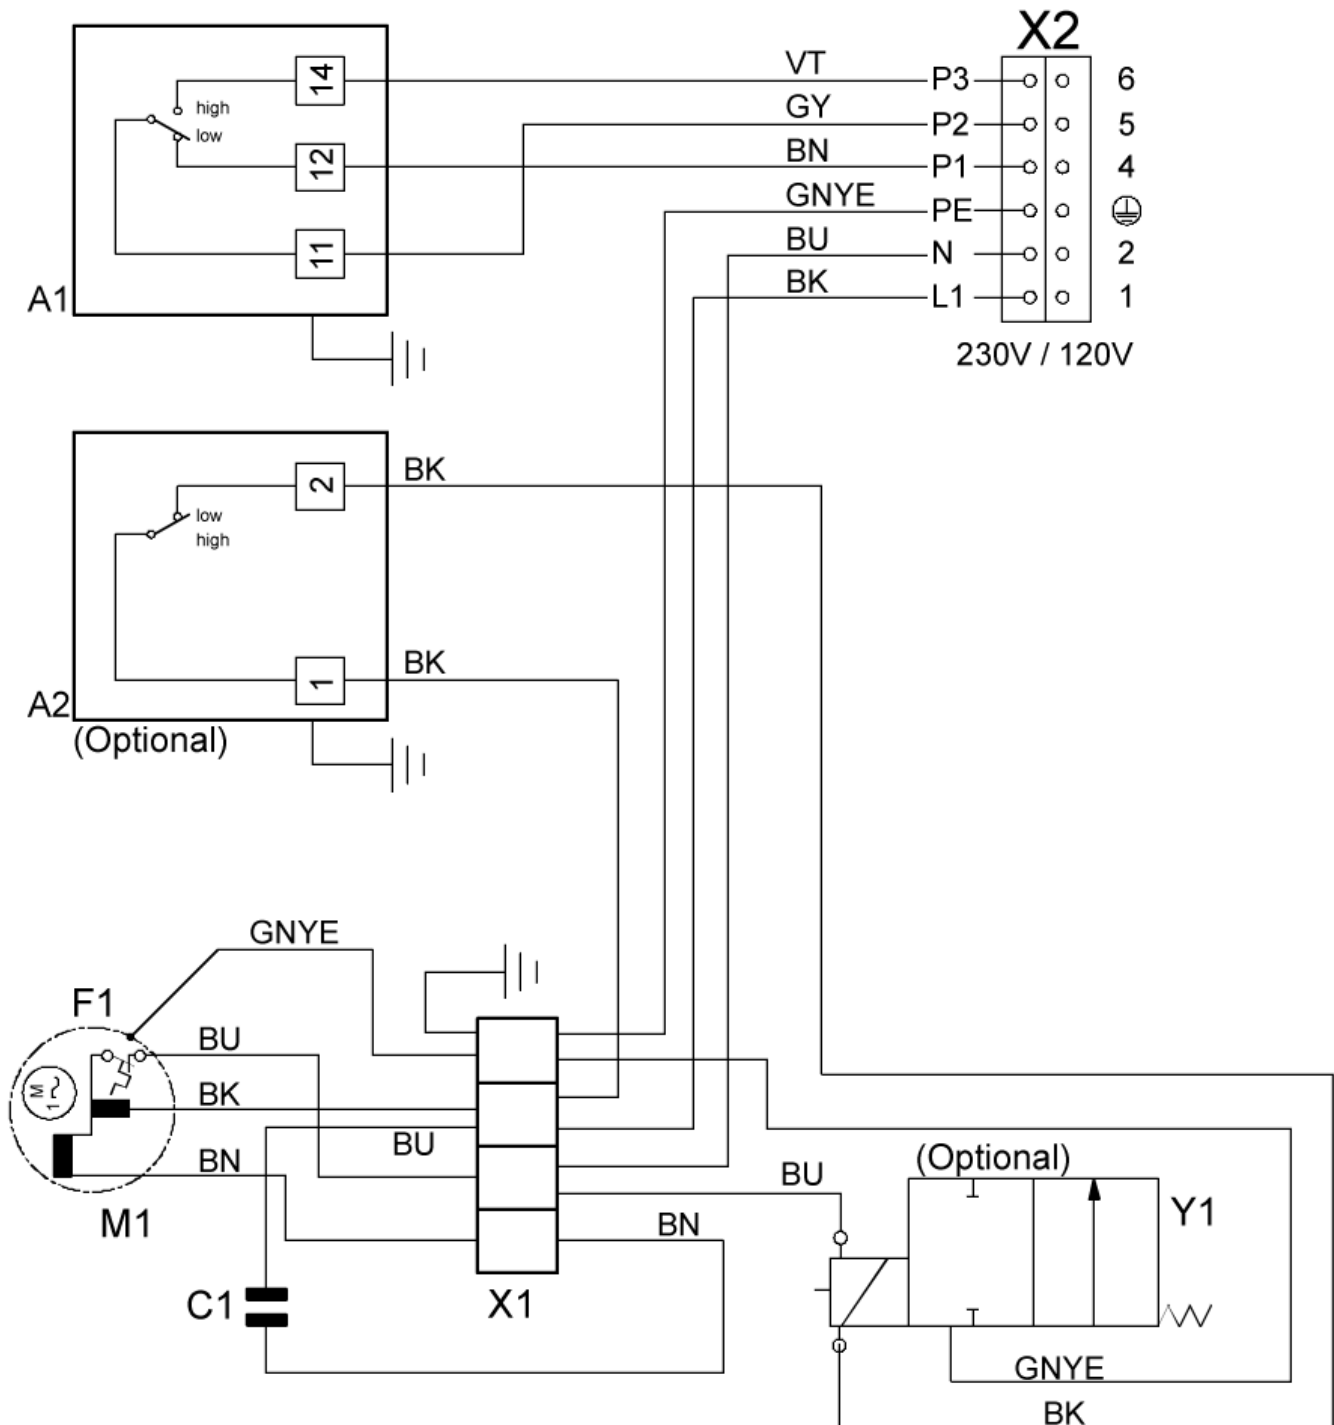 X2
14
VT
P3
6
high
low
GY
P2
5
12
BN
P1
4
GNYE
PE
11
BU
N
2
BK
L1
1
A1
230V / 120V
2
BK
low
high
1
BK
A2
(Optional)
GNYE
F1
BU
M
1~
BK
BU
BN
M1
(Optional)
BU
Y1
BN
C1
X1
GNYE
BK